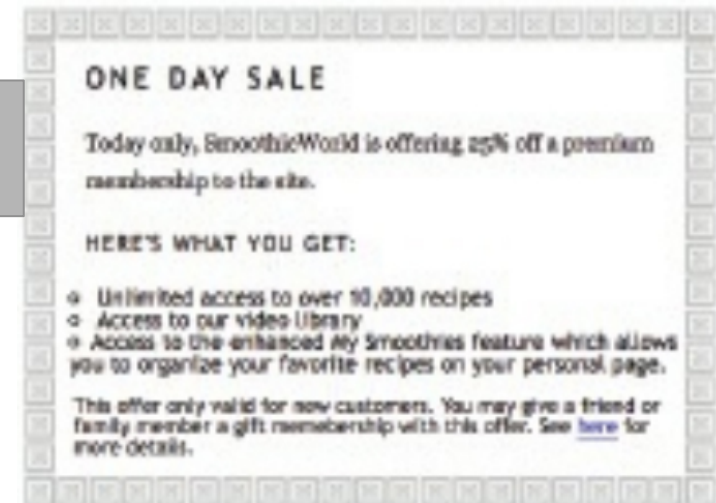 ONE DAY SALE
Today only, SmoothieWorld is offering 25% off a premium
membership to the site.
HERE'S WHAT YOU GET:
Unlimited access to over 10,000 recipes
Access to our video library
Access to the enhanced My Smoothies feature which allows
you to organize your favorite recipes on your personal page.
This offer only valid for new customers. You may give a friend or
family member a gift memebership with this offer. See here for
more details.